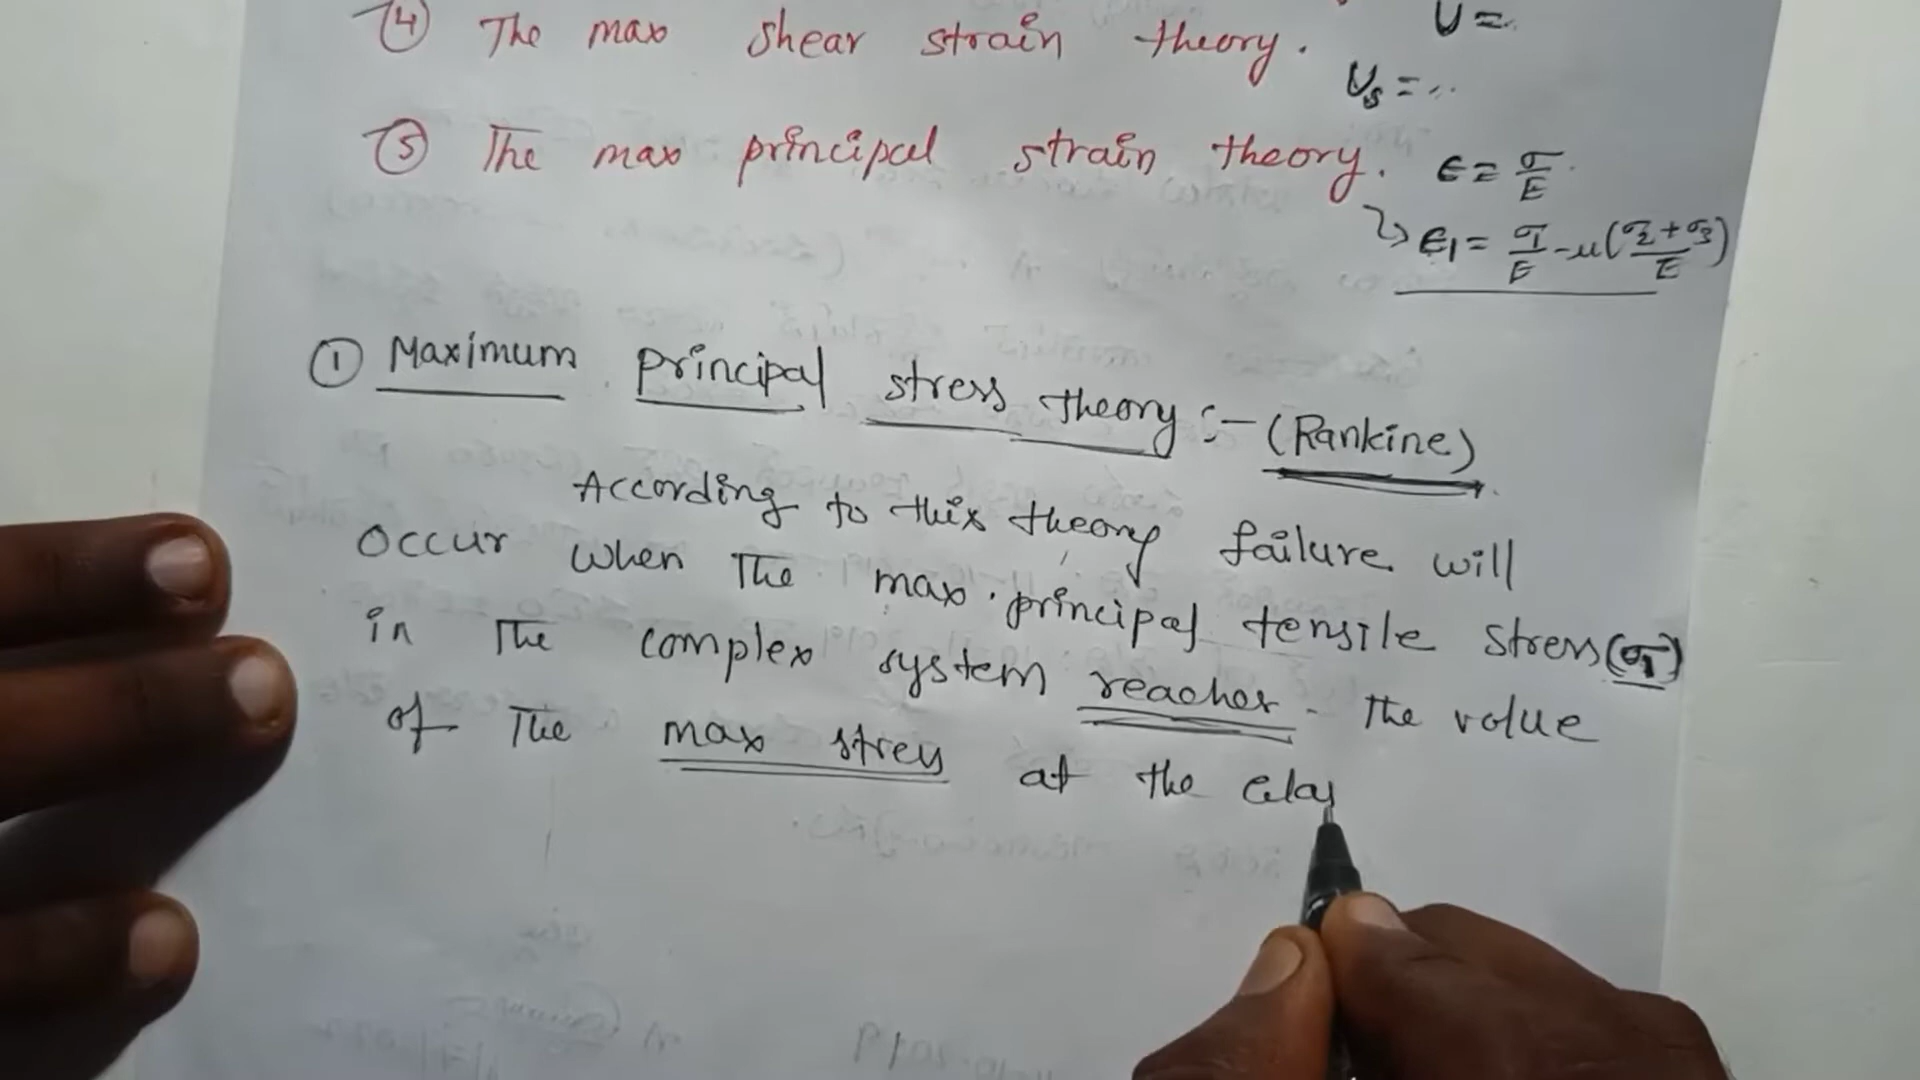 ④ The max shear strain theory.
U =..
Us = ...
⑤ The max principal strain theory.
ϵ = σ/E
↳ ϵ1 = σ1/E - μ(σ2+σ3)/E
① Maximum principal stress theory :- (Rankine)
According to this theory failure will
occur when The max. principal tensile stress (σ1)
in The complex system reaches - The value
of The max stress at the elas